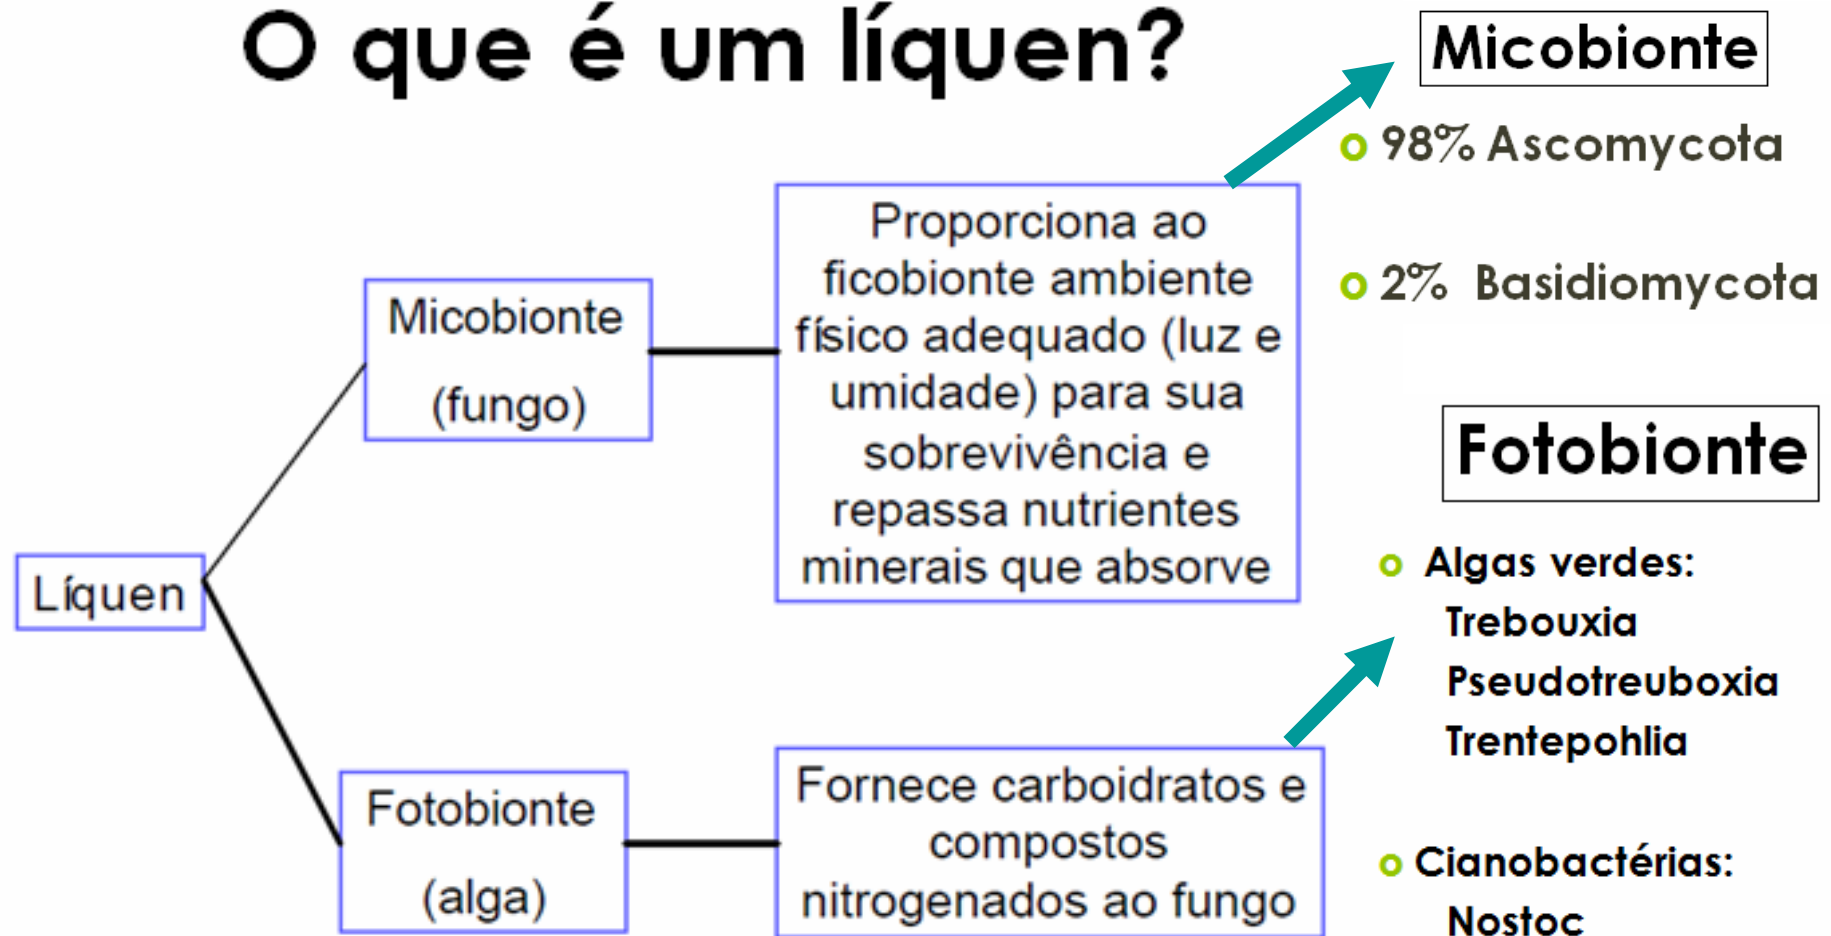 O que é um líquen?
Líquen
Micobionte
(fungo)
Proporciona ao
ficobionte ambiente
físico adequado (luz e
umidade) para sua
sobrevivência e
repassa nutrientes
minerais que absorve
Fotobionte
(alga)
Fornece carboidratos e
compostos
nitrogenados ao fungo
Micobionte
98% Ascomycota
2% Basidiomycota
Fotobionte
Algas verdes:
Trebouxia
Pseudotreuboxia
Trentepohlia
Cianobactérias:
Nostoc